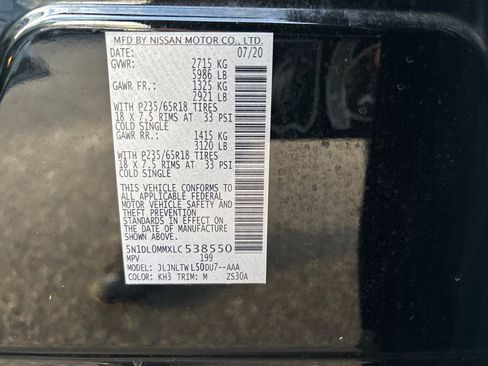 MFD BY NISSAN MOTOR CO., LTD.
DATE: 07/20
GVWR: 2715 KG
5986 LB
GAWR FR.: 1325 KG
2921 LB
WITH P235/65R18 TIRES
18 X 7.5 RIMS AT 33 PSI
COLD SINGLE
GAWR RR.: 1415 KG
3120 LB
WITH P235/65R18 TIRES
18 X 7.5 RIMS AT 33 PSI
COLD SINGLE
THIS VEHICLE CONFORMS TO
ALL APPLICABLE FEDERAL
MOTOR VEHICLE SAFETY AND
THEFT PREVENTION
STANDARDS IN EFFECT ON
THE DATE OF MANUFACTURE
SHOWN ABOVE.
5N1DL0MMXLC538550
MPV 199
MODEL: JLJNLTWL50DU7--AAA
COLOR: KH3 TRIM: M ZS30A